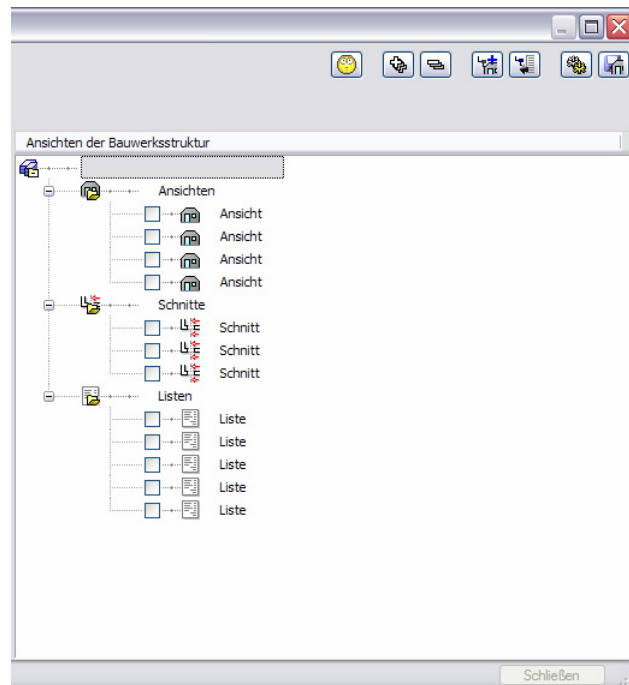 Ansichten der Bauwerksstruktur
Ansichten
Ansicht
Ansicht
Ansicht
Ansicht
Schnitte
Schnitt
Schnitt
Schnitt
Listen
Liste
Liste
Liste
Liste
Liste
Schließen